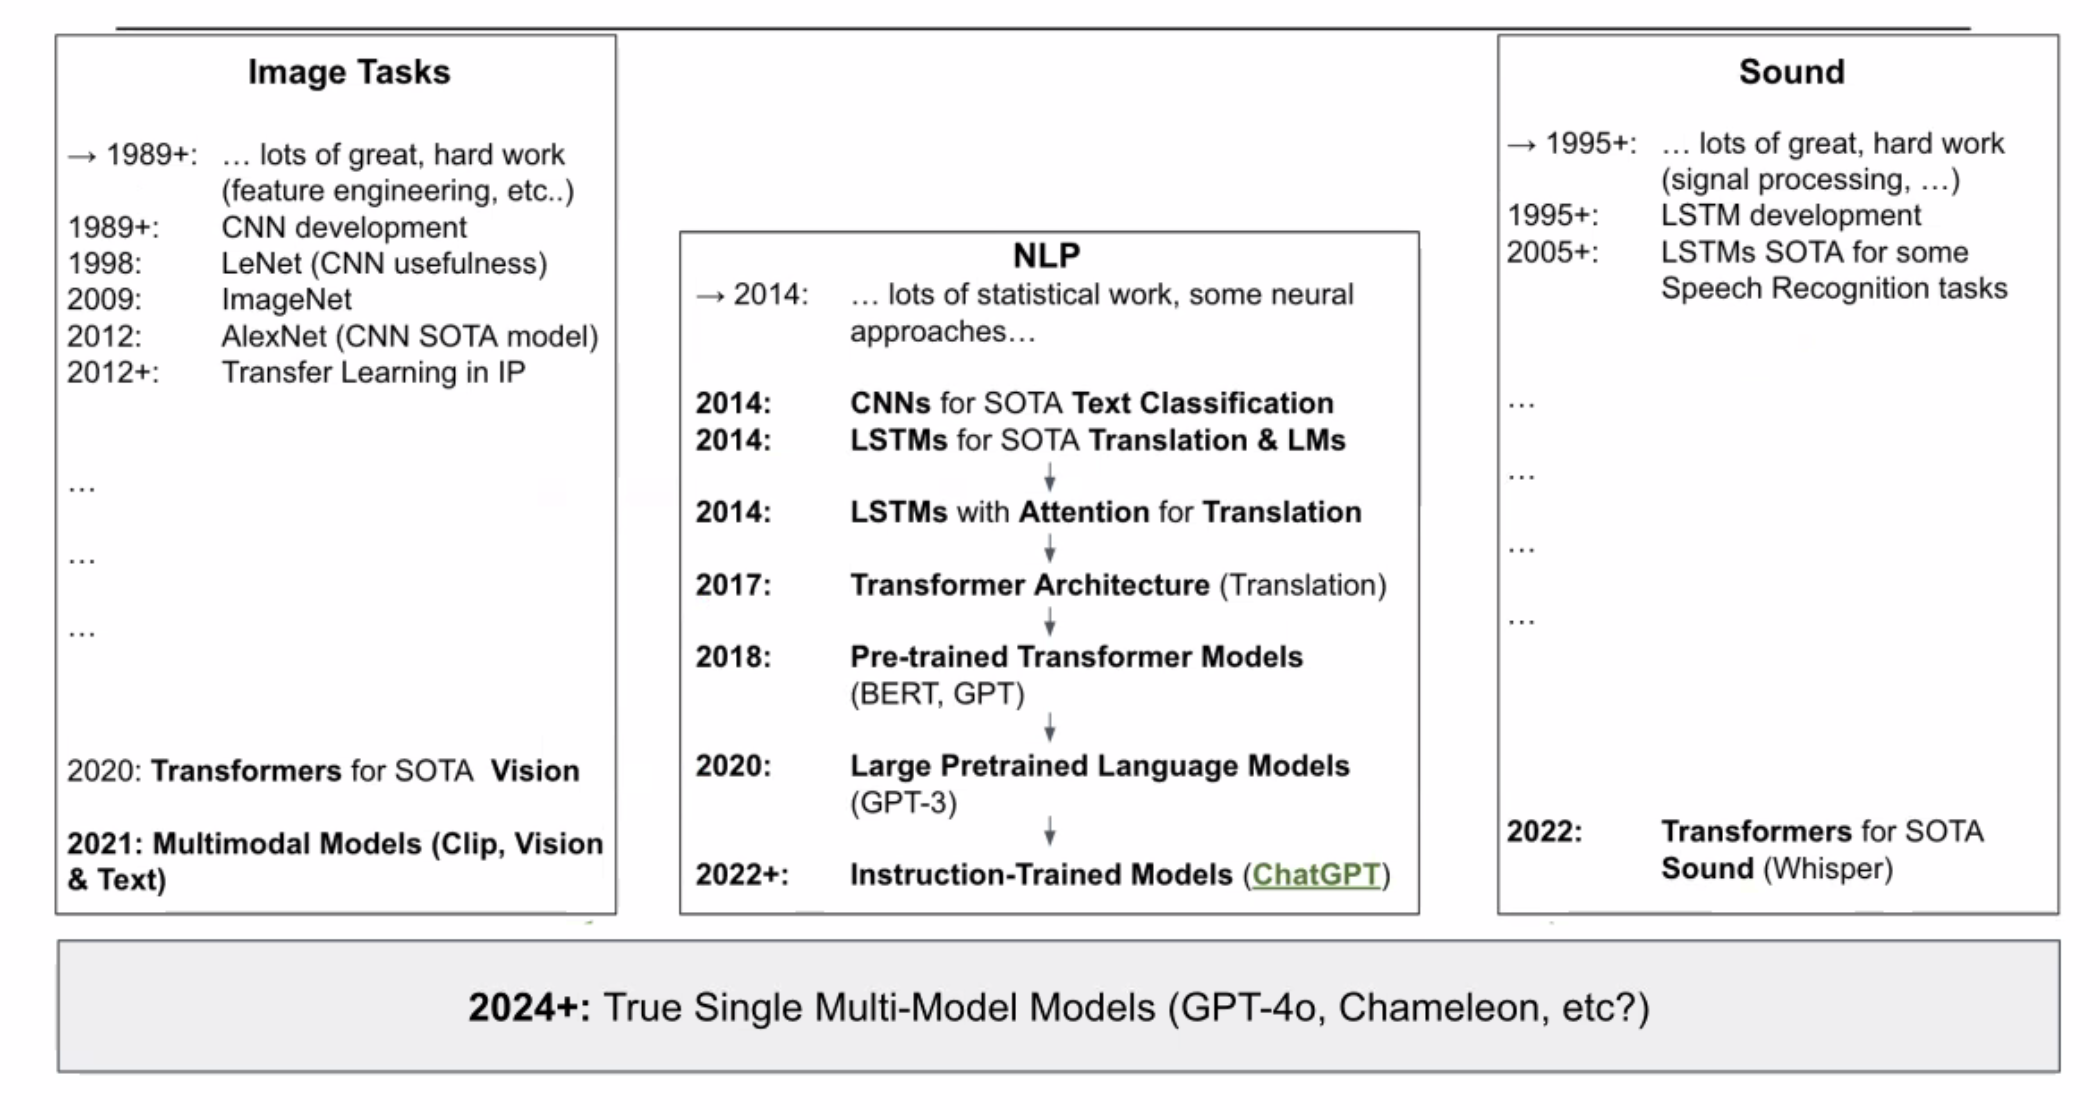 Image Tasks
→ 1989+: … lots of great, hard work
(feature engineering, etc..)
1989+: CNN development
1998: LeNet (CNN usefulness)
2009: ImageNet
2012: AlexNet (CNN SOTA model)
2012+: Transfer Learning in IP
…
…
…
2020: Transformers for SOTA Vision
2021: Multimodal Models (Clip, Vision
& Text)
NLP
→ 2014: … lots of statistical work, some neural
approaches…
2014: CNNs for SOTA Text Classification
2014: LSTMs for SOTA Translation & LMs
2014: LSTMs with Attention for Translation
2017: Transformer Architecture (Translation)
2018: Pre-trained Transformer Models
(BERT, GPT)
2020: Large Pretrained Language Models
(GPT-3)
2022+: Instruction-Trained Models (ChatGPT)
Sound
→ 1995+: … lots of great, hard work
(signal processing, …)
1995+: LSTM development
2005+: LSTMs SOTA for some
Speech Recognition tasks
…
…
…
…
2022: Transformers for SOTA
Sound (Whisper)
2024+: True Single Multi-Model Models (GPT-4o, Chameleon, etc?)